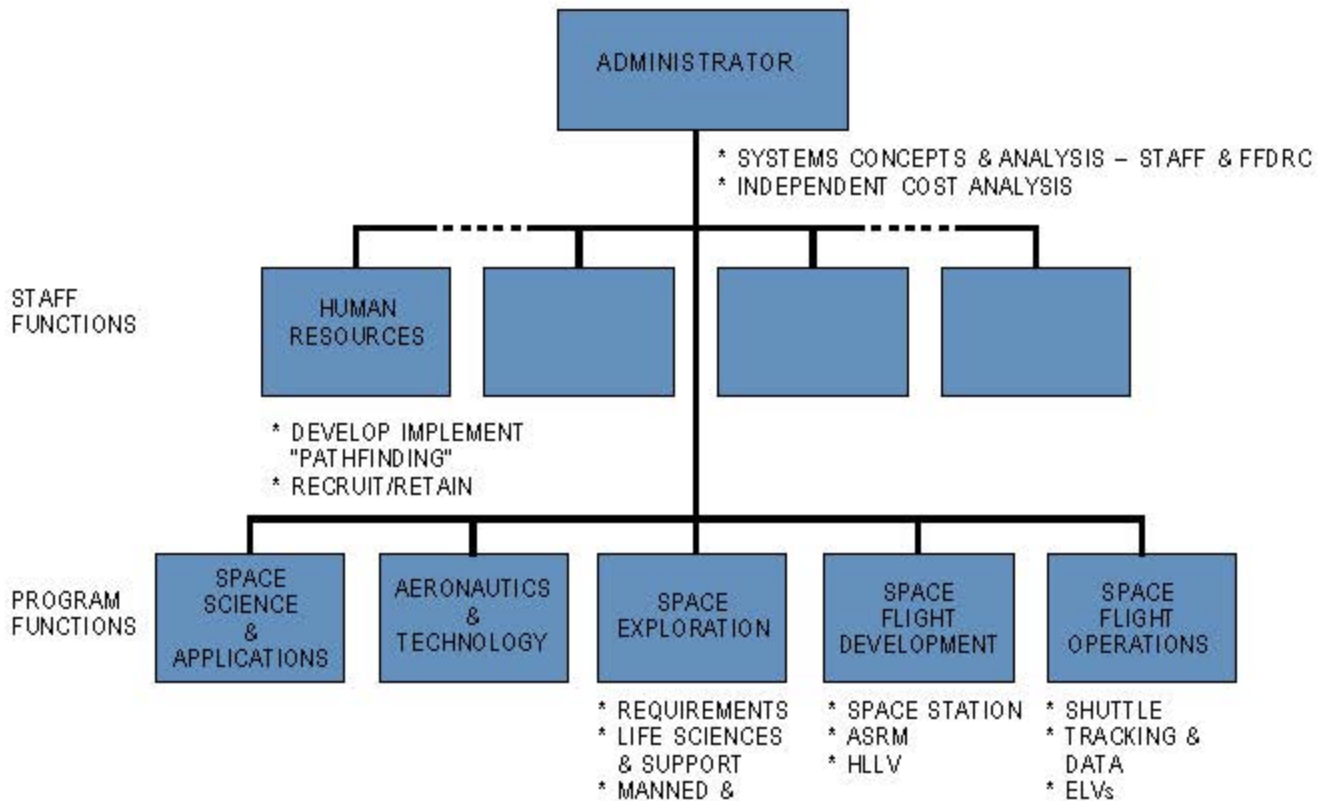 ADMINISTRATOR
* SYSTEMS CONCEPTS & ANALYSIS – STAFF & FFDRC
* INDEPENDENT COST ANALYSIS
STAFF
FUNCTIONS
HUMAN
RESOURCES
* DEVELOP IMPLEMENT
"PATHFINDING"
* RECRUIT/RETAIN
PROGRAM
FUNCTIONS
SPACE
SCIENCE
&
APPLICATIONS
AERONAUTICS
&
TECHNOLOGY
SPACE
EXPLORATION
SPACE
FLIGHT
DEVELOPMENT
SPACE
FLIGHT
OPERATIONS
* REQUIREMENTS
* LIFE SCIENCES
& SUPPORT
* MANNED &
* SPACE STATION
* ASRM
* HLLV
* SHUTTLE
* TRACKING &
DATA
* ELVs